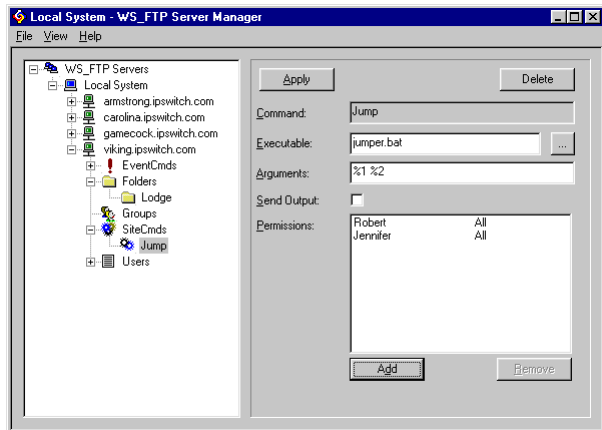 Local System - WS_FTP Server Manager
File View Help
WS_FTP Servers
Local System
armstrong.ipswitch.com
carolina.ipswitch.com
gamecock.ipswitch.com
viking.ipswitch.com
EventCmds
Folders
Lodge
Groups
SiteCmds
Jump
Users
Apply Delete
Command: Jump
Executable: jumper.bat ...
Arguments: %1 %2
Send Output:
Permissions: Robert All
Jennifer All
Add Remove